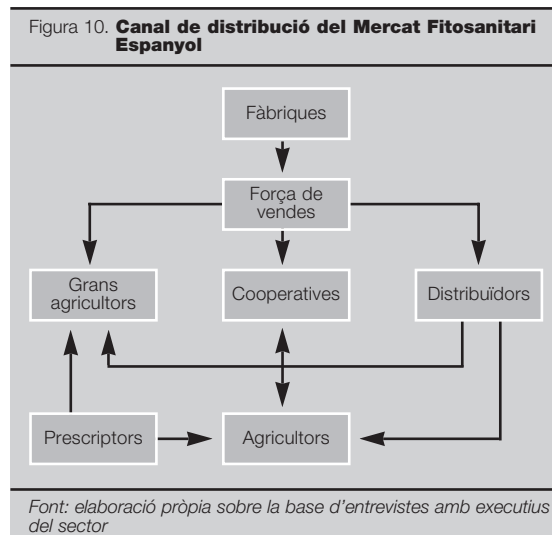 Figura 10. Canal de distribució del Mercat Fitosanitari
Espanyol
Fàbriques
Força de
vendes
Grans
agricultors
Cooperatives
Distribuïdors
Prescriptors
Agricultors
Font: elaboració pròpia sobre la base d'entrevistes amb executius
del sector